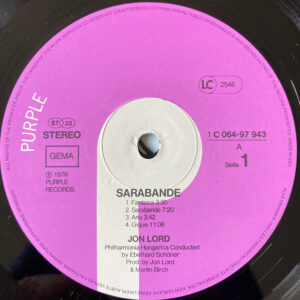 PURPLE
ST 33
STEREO
GEMA
℗ 1976
PURPLE
RECORDS
LC 2546
1 C 064-97 943
A
Seite 1
SARABANDE
1. Fantasia 3:30
2. Sarabande 7:20
3. Aria 3:42
4. Gigue 11:06
JON LORD
Philharmonia Hungarica Conducted
by Eberhard Schöner
Prod. by Jon Lord
& Martin Birch